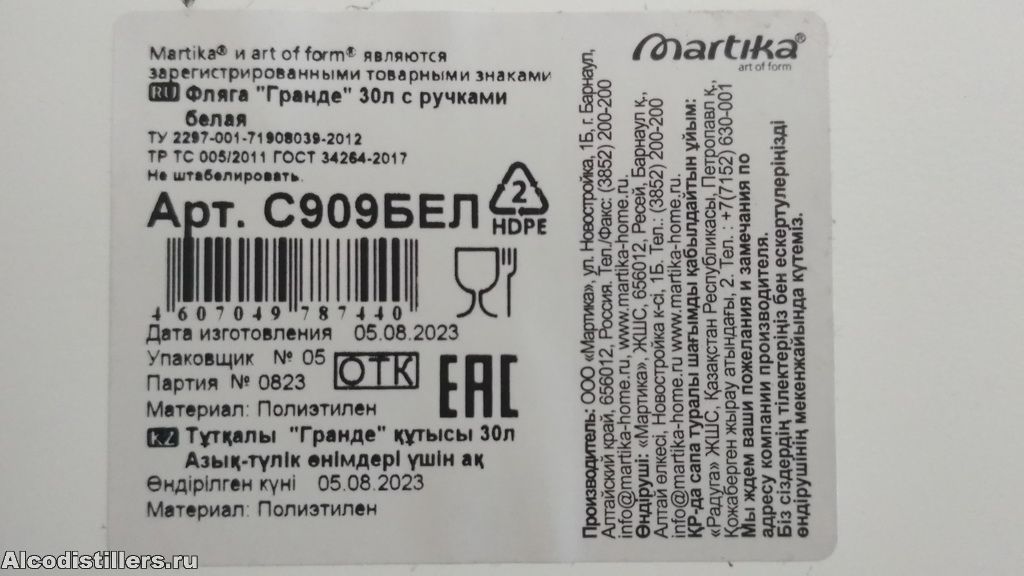 Martika® и art of form® являются
зарегистрированными товарными знаками
RU Фляга "Гранде" 30л с ручками
белая
ТУ 2297-001-71908039-2012
ТР ТС 005/2011 ГОСТ 34264-2017
Не штабелировать.
Арт. С909БЕЛ
2
HDPE
4 607049 787440
Дата изготовления 05.08.2023
Упаковщик № 05
Партия № 0823
ОТК
ЕАС
Материал: Полиэтилен
KZ Тұтқалы "Гранде" құтысы 30л
Азық-түлік өнімдері үшін ақ
Өндірілген күні 05.08.2023
Материал: Полиэтилен
Martika®
art of form
Производитель: ООО «Мартика», ул. Новостройка, 1Б, г. Барнаул,
Алтайский край, 656012, Россия. Тел./Факс: (3852) 200-200
info@martika-home.ru, www.martika-home.ru.
Өндіруші: «Мартика», ЖШС, 656012, Ресей, Барнаул қ.,
Алтай өлкесі, Новостройка к-сі, 1Б. Тел.: (3852) 200-200
info@martika-home.ru, www.martika-home.ru.
ҚР-да сапа туралы шағымды қабылдайтын ұйым:
«Радуга» ЖШС, Қазақстан Республикасы, Петропавл қ.,
Қожаберген жырау атындағы, 2. Тел. : +7(7152) 630-001
Мы ждем ваши пожелания и замечания по
адресу компании производителя.
Біз сіздердің тілектеріңіз бен ескертулеріңізді
өндірушінің мекенжайында күтеміз.
Alcodistillers.ru